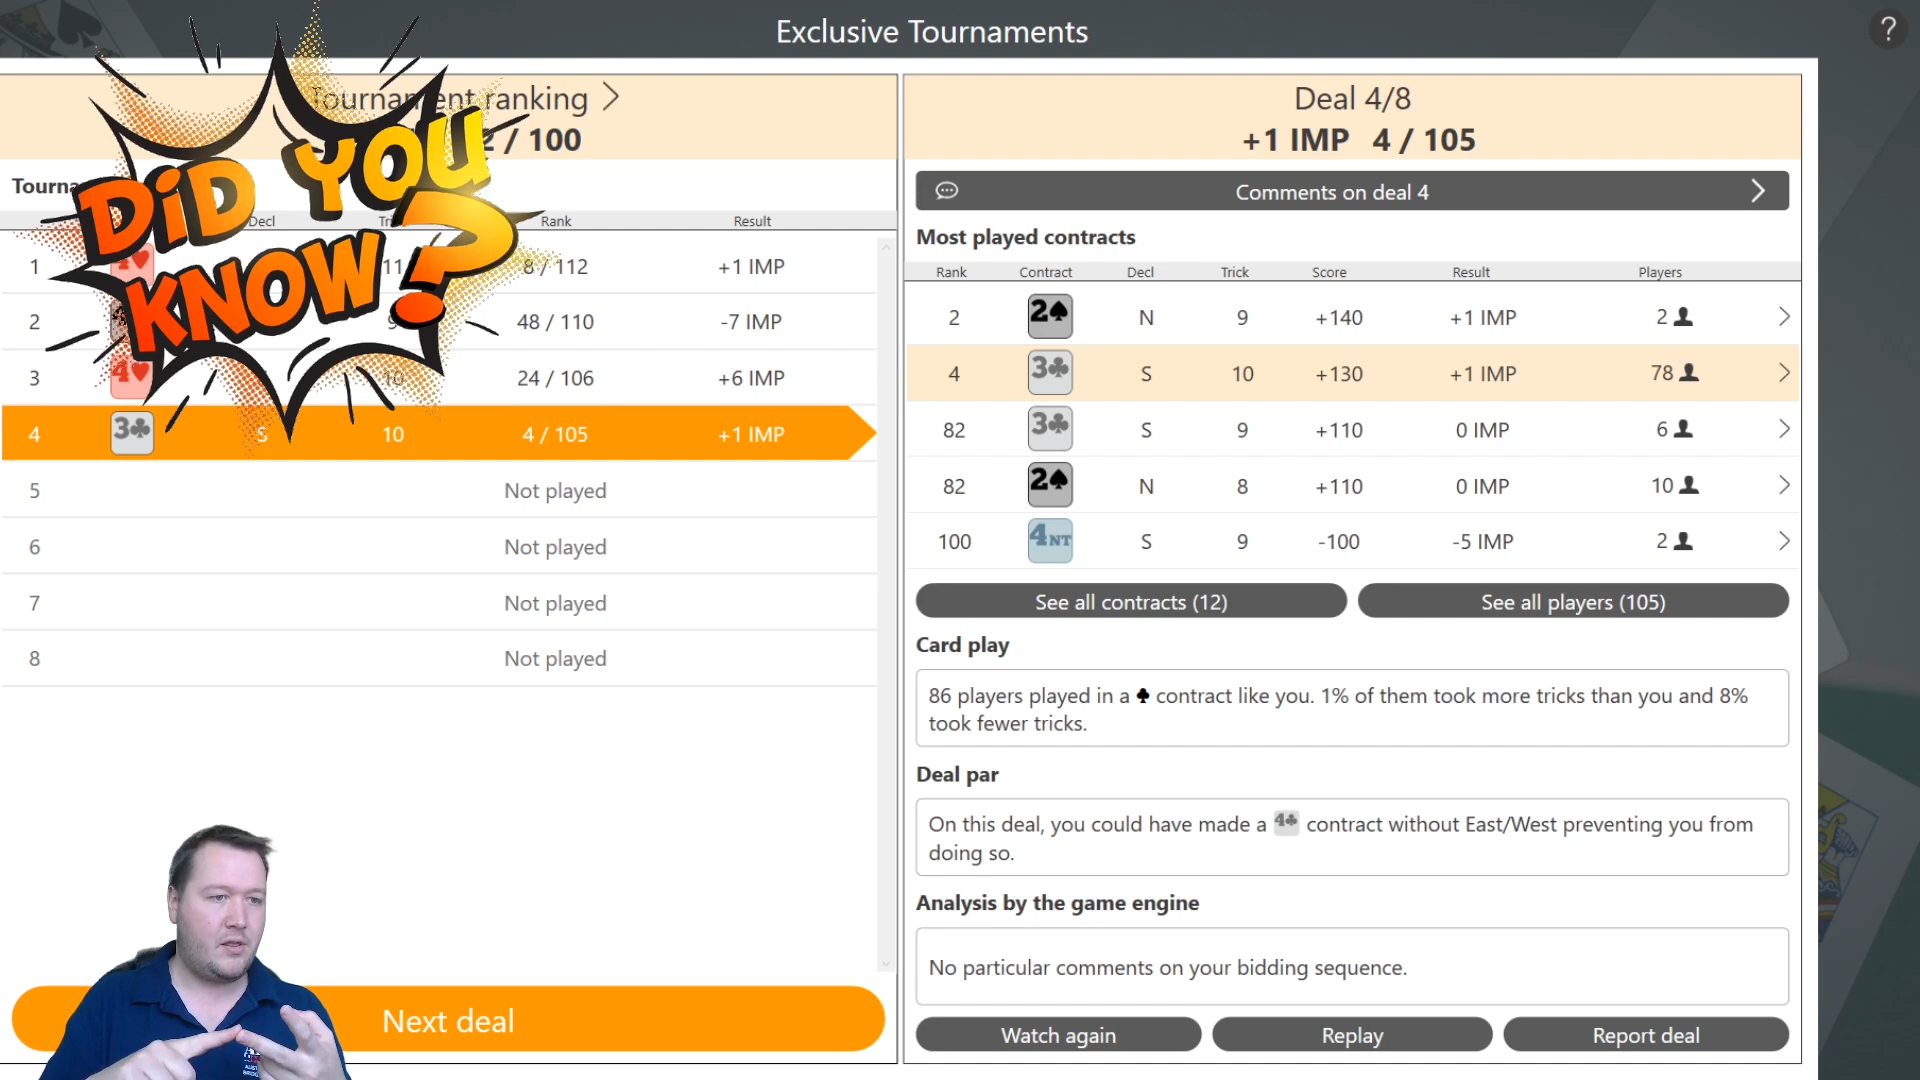 Exclusive Tournaments
?
Tournament ranking
2 / 100
DiD YOU
KNOW?
Decl Rank Result
1 4♥ 11 8 / 112 +1 IMP
2 9 48 / 110 -7 IMP
3 4♥ 10 24 / 106 +6 IMP
4 3♣ S 10 4 / 105 +1 IMP
5 Not played
6 Not played
7 Not played
8 Not played
Next deal
Deal 4/8
+1 IMP 4 / 105
Comments on deal 4
Most played contracts
Rank Contract Decl Trick Score Result Players
2 2♠ N 9 +140 +1 IMP 2
4 3♣ S 10 +130 +1 IMP 78
82 3♣ S 9 +110 0 IMP 6
82 2♠ N 8 +110 0 IMP 10
100 4NT S 9 -100 -5 IMP 2
See all contracts (12) See all players (105)
Card play
86 players played in a ♣ contract like you. 1% of them took more tricks than you and 8%
took fewer tricks.
Deal par
On this deal, you could have made a 4♣ contract without East/West preventing you from
doing so.
Analysis by the game engine
No particular comments on your bidding sequence.
Watch again Replay Report deal